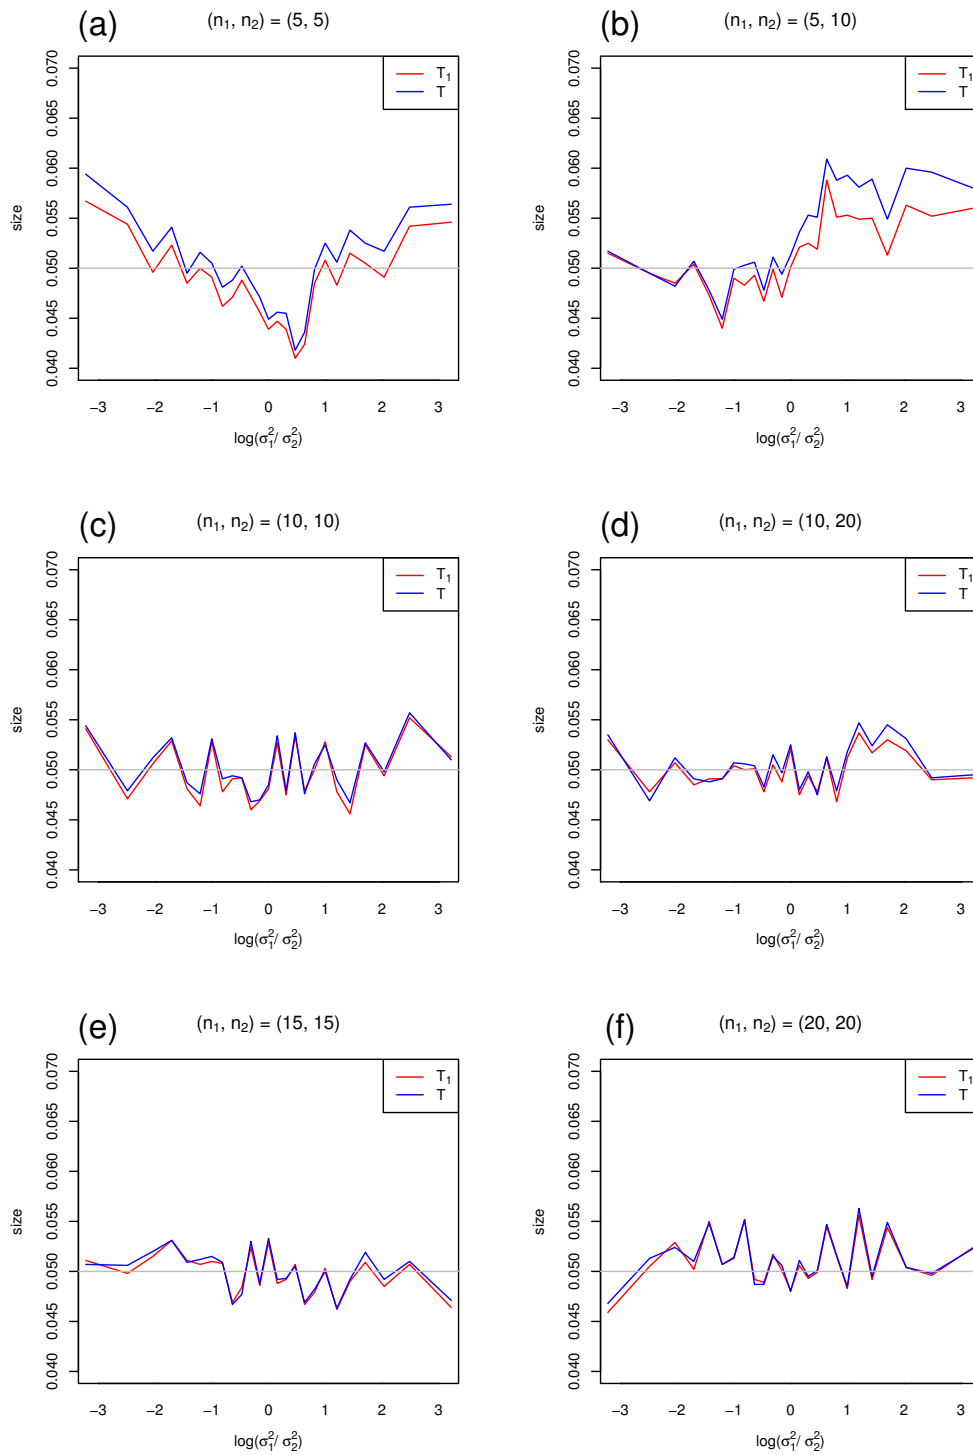 (a) (n₁, n₂) = (5, 5)
0.070
0.065
0.060
0.055
0.050
0.045
0.040
size
T₁
T
−3 −2 −1 0 1 2 3
log(σ₁²/ σ₂²)
(b) (n₁, n₂) = (5, 10)
0.070
0.065
0.060
0.055
0.050
0.045
0.040
size
T₁
T
−3 −2 −1 0 1 2 3
log(σ₁²/ σ₂²)
(c) (n₁, n₂) = (10, 10)
0.070
0.065
0.060
0.055
0.050
0.045
0.040
size
T₁
T
−3 −2 −1 0 1 2 3
log(σ₁²/ σ₂²)
(d) (n₁, n₂) = (10, 20)
0.070
0.065
0.060
0.055
0.050
0.045
0.040
size
T₁
T
−3 −2 −1 0 1 2 3
log(σ₁²/ σ₂²)
(e) (n₁, n₂) = (15, 15)
0.070
0.065
0.060
0.055
0.050
0.045
0.040
size
T₁
T
−3 −2 −1 0 1 2 3
log(σ₁²/ σ₂²)
(f) (n₁, n₂) = (20, 20)
0.070
0.065
0.060
0.055
0.050
0.045
0.040
size
T₁
T
−3 −2 −1 0 1 2 3
log(σ₁²/ σ₂²)